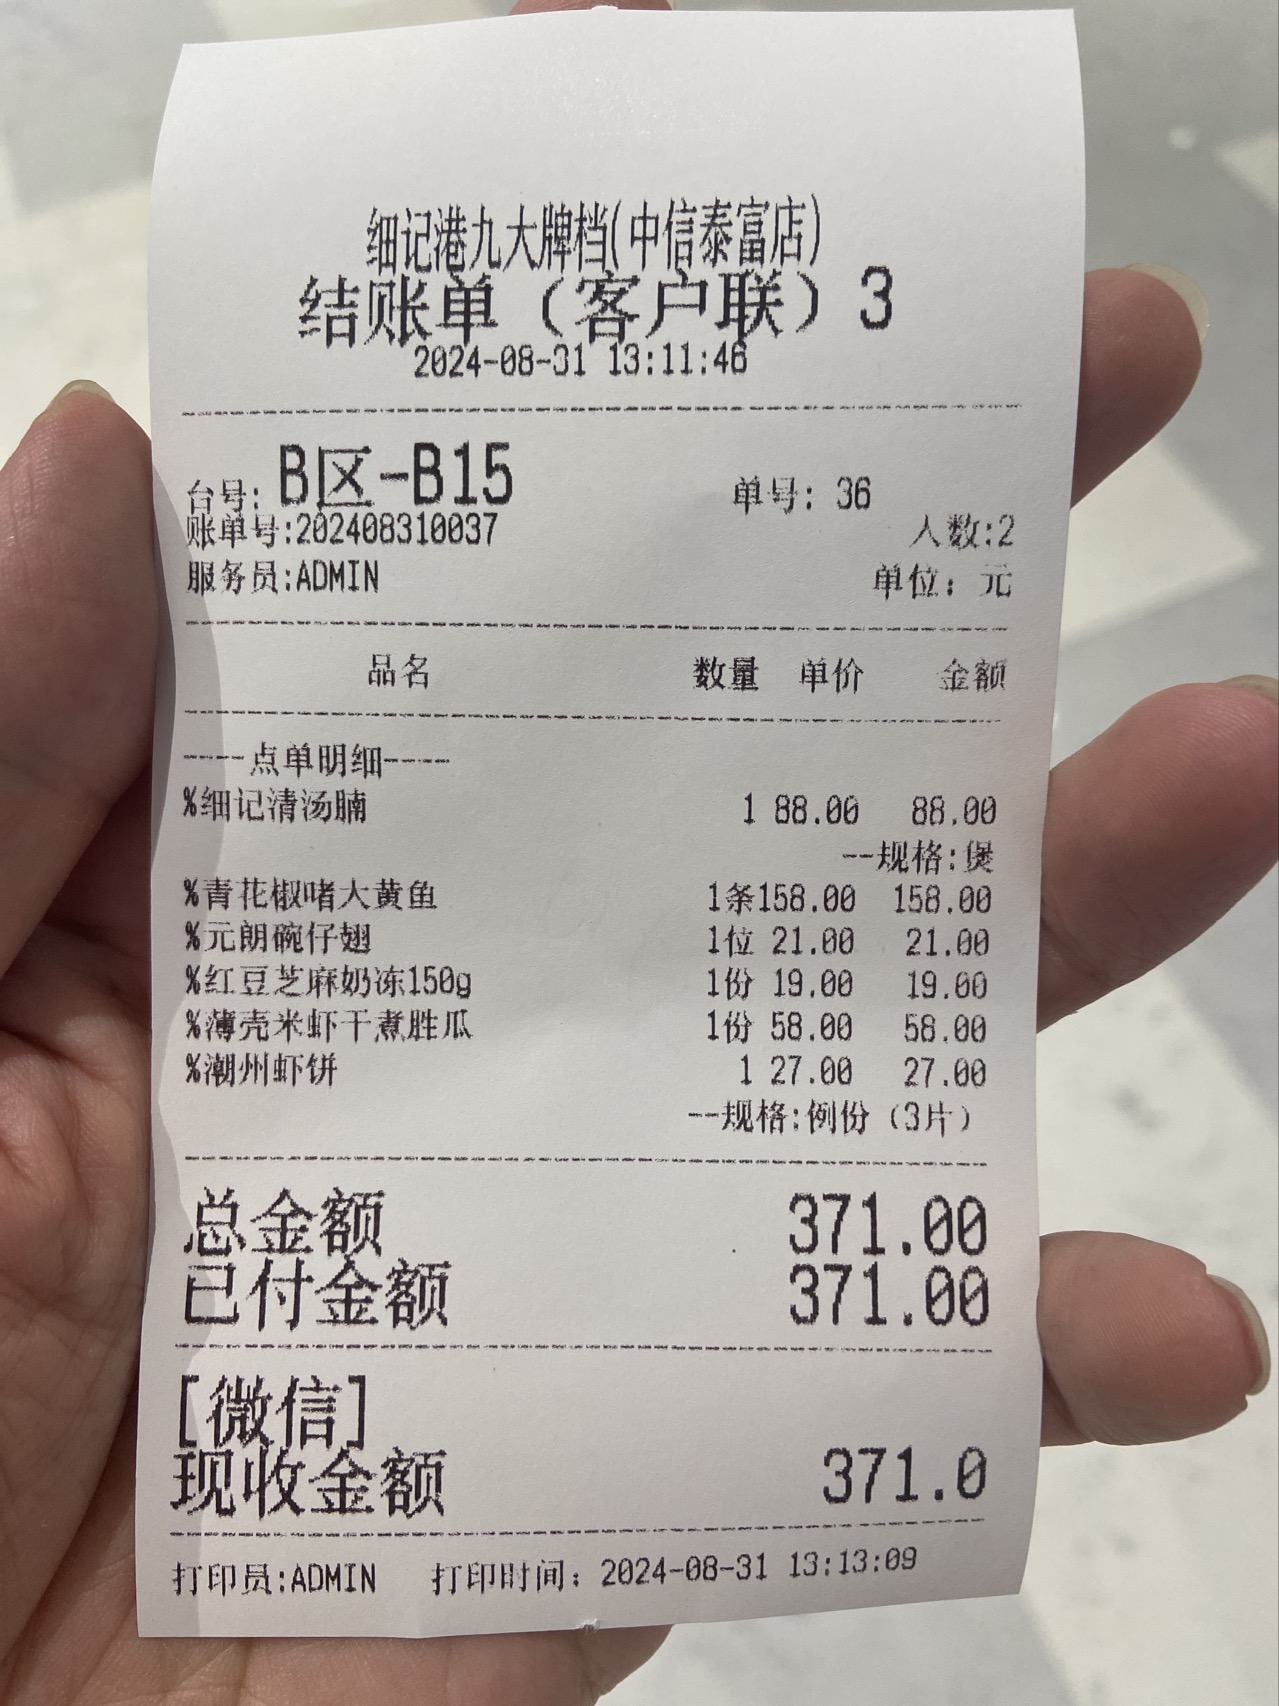 细记港九大牌档(中信泰富店)
结账单（客户联）3
2024-08-31 13:11:46
台号: B区-B15 单号: 36
账单号:202408310037 人数:2
服务员:ADMIN 单位: 元
品名 数量 单价 金额
----点单明细----
%细记清汤腩 1 88.00 88.00
--规格:煲
%青花椒啫大黄鱼 1条158.00 158.00
%元朗碗仔翅 1位 21.00 21.00
%红豆芝麻奶冻150g 1份 19.00 19.00
%薄壳米虾干煮胜瓜 1份 58.00 58.00
%潮州虾饼 1 27.00 27.00
--规格:例份（3片）
总金额 371.00
已付金额 371.00
[微信]
现收金额 371.0
打印员:ADMIN 打印时间: 2024-08-31 13:13:09